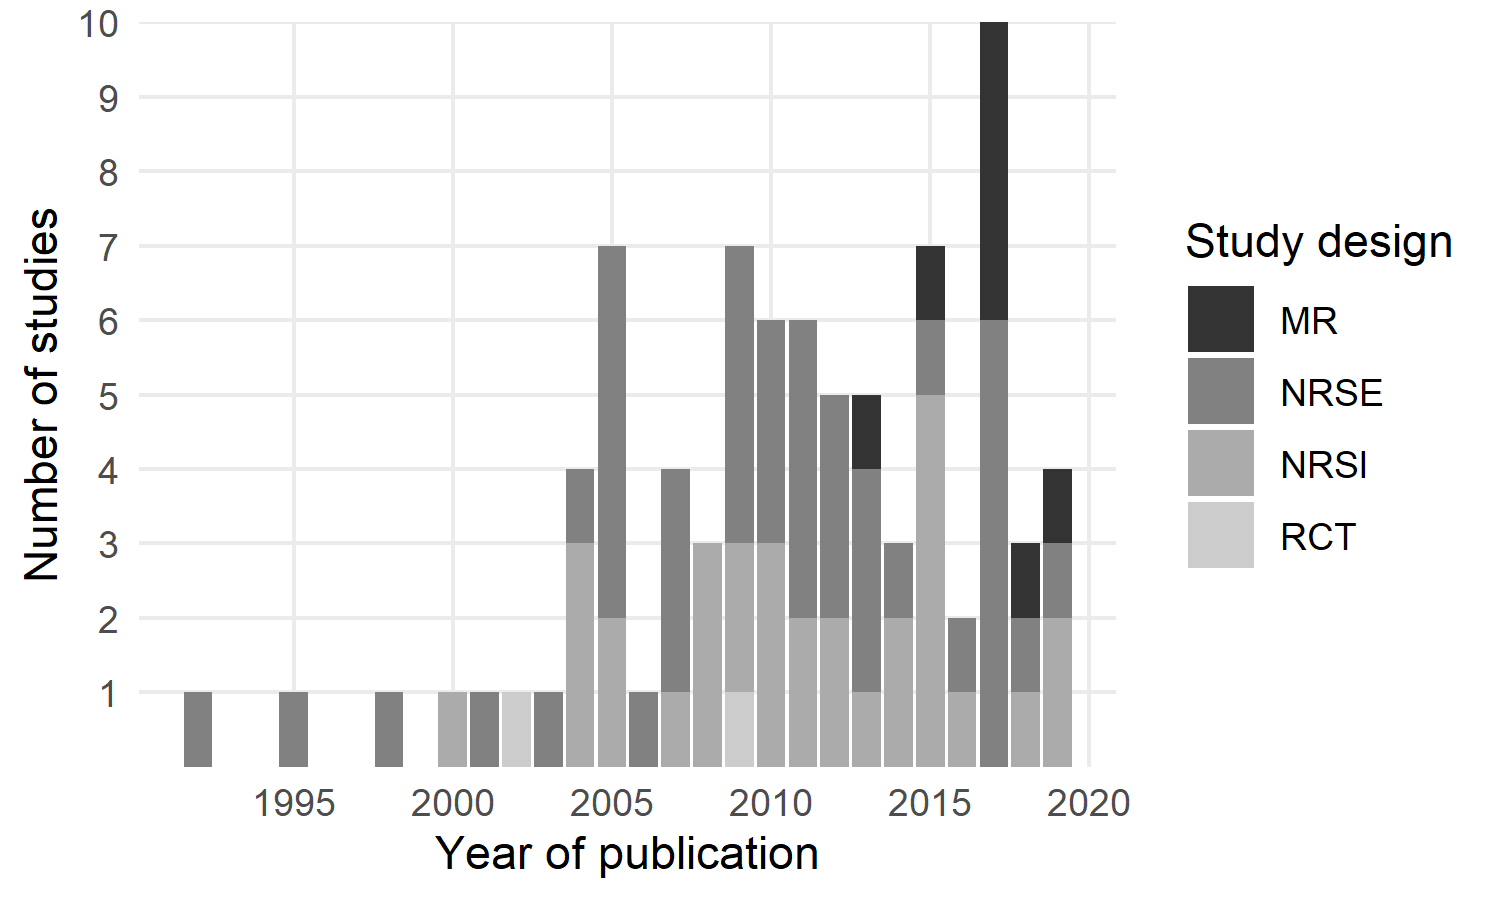 Number of studies
10
9
8
7
6
5
4
3
2
1
1995 2000 2005 2010 2015 2020
Year of publication
Study design
MR
NRSE
NRSI
RCT